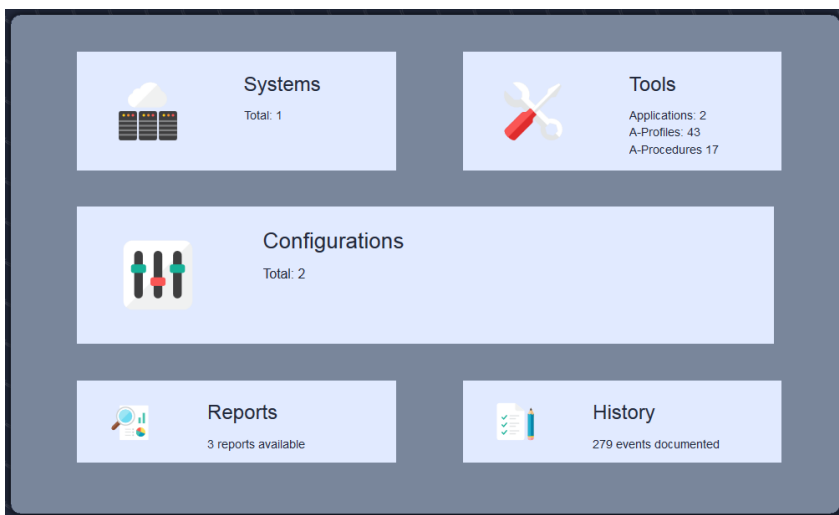 Systems
Total: 1
Tools
Applications: 2
A-Profiles: 43
A-Procedures 17
Configurations
Total: 2
Reports
3 reports available
History
279 events documented